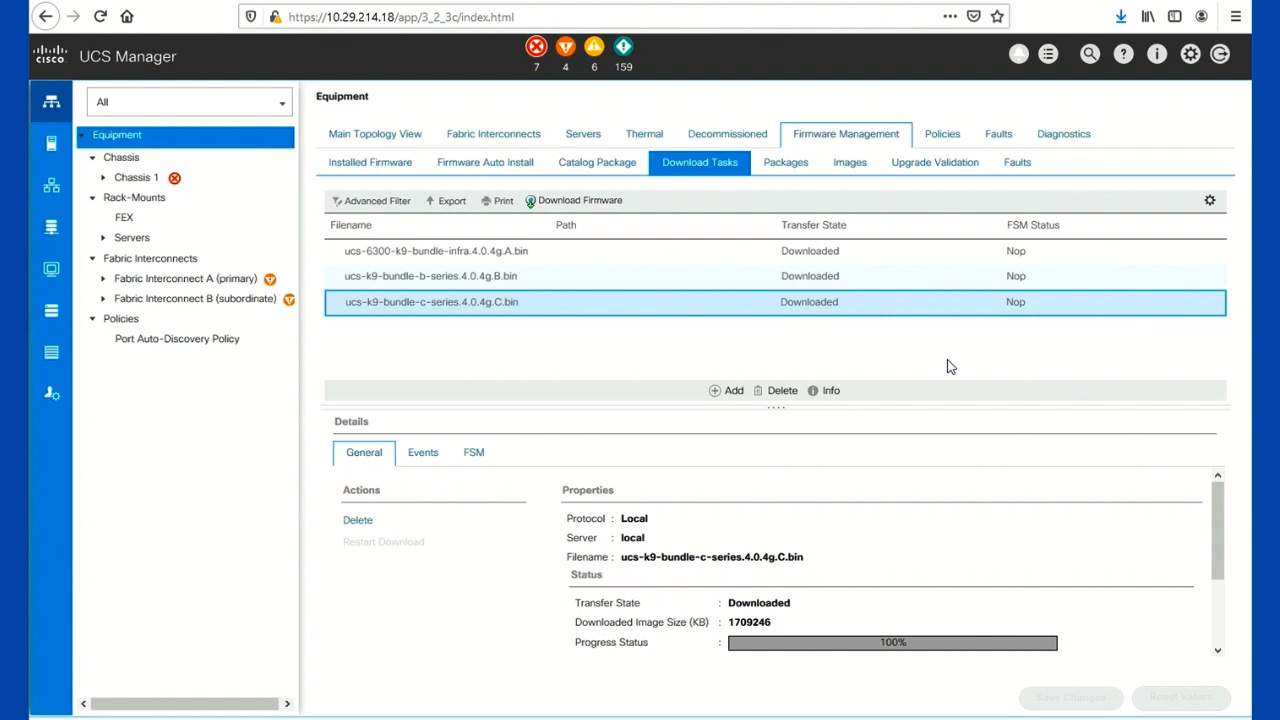 https://10.29.214.18/app/3_2_3c/index.html
CISCO
UCS Manager
7 4 6 159
All
Equipment
Chassis
Chassis 1
Rack-Mounts
FEX
Servers
Fabric Interconnects
Fabric Interconnect A (primary)
Fabric Interconnect B (subordinate)
Policies
Port Auto-Discovery Policy
Equipment
Main Topology View Fabric Interconnects Servers Thermal Decommissioned Firmware Management Policies Faults Diagnostics
Installed Firmware Firmware Auto Install Catalog Package Download Tasks Packages Images Upgrade Validation Faults
Advanced Filter Export Print Download Firmware
Filename Path Transfer State FSM Status
ucs-6300-k9-bundle-infra.4.0.4g.A.bin Downloaded Nop
ucs-k9-bundle-b-series.4.0.4g.B.bin Downloaded Nop
ucs-k9-bundle-c-series.4.0.4g.C.bin Downloaded Nop
Add Delete Info
Details
General Events FSM
Actions
Delete
Restart Download
Properties
Protocol : Local
Server : local
Filename : ucs-k9-bundle-c-series.4.0.4g.C.bin
Status
Transfer State : Downloaded
Downloaded Image Size (KB) : 1709246
Progress Status : 100%
Save Changes Reset Values